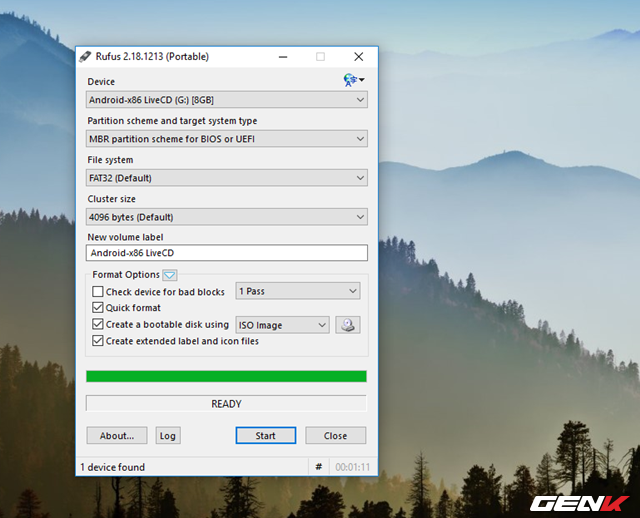 Rufus 2.18.1213 (Portable)
Device
Android-x86 LiveCD (G:) [8GB]
Partition scheme and target system type
MBR partition scheme for BIOS or UEFI
File system
FAT32 (Default)
Cluster size
4096 bytes (Default)
New volume label
Android-x86 LiveCD
Format Options
Check device for bad blocks 1 Pass
Quick format
Create a bootable disk using ISO Image
Create extended label and icon files
READY
About... Log Start Close
1 device found # 00:01:11
GENK